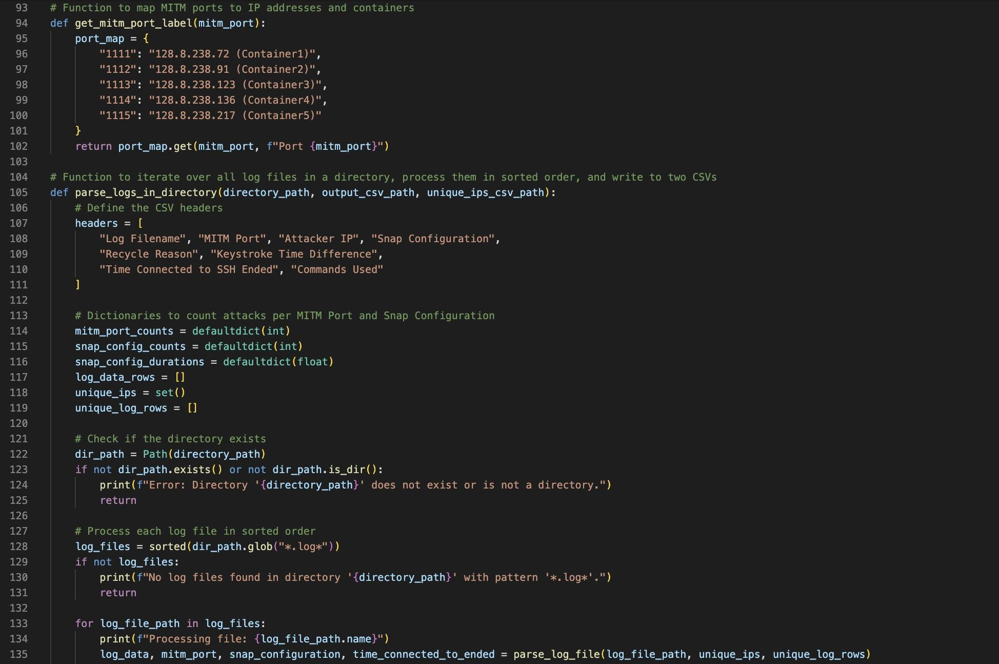 93 # Function to map MITM ports to IP addresses and containers
94 def get_mitm_port_label(mitm_port):
95     port_map = {
96         "1111": "128.8.238.72 (Container1)",
97         "1112": "128.8.238.91 (Container2)",
98         "1113": "128.8.238.123 (Container3)",
99         "1114": "128.8.238.136 (Container4)",
100         "1115": "128.8.238.217 (Container5)"
101     }
102     return port_map.get(mitm_port, f"Port {mitm_port}")
103
104 # Function to iterate over all log files in a directory, process them in sorted order, and write to two CSVs
105 def parse_logs_in_directory(directory_path, output_csv_path, unique_ips_csv_path):
106     # Define the CSV headers
107     headers = [
108         "Log Filename", "MITM Port", "Attacker IP", "Snap Configuration",
109         "Recycle Reason", "Keystroke Time Difference",
110         "Time Connected to SSH Ended", "Commands Used"
111     ]
112
113     # Dictionaries to count attacks per MITM Port and Snap Configuration
114     mitm_port_counts = defaultdict(int)
115     snap_config_counts = defaultdict(int)
116     snap_config_durations = defaultdict(float)
117     log_data_rows = []
118     unique_ips = set()
119     unique_log_rows = []
120
121     # Check if the directory exists
122     dir_path = Path(directory_path)
123     if not dir_path.exists() or not dir_path.is_dir():
124         print(f"Error: Directory '{directory_path}' does not exist or is not a directory.")
125         return
126
127     # Process each log file in sorted order
128     log_files = sorted(dir_path.glob("*.log*"))
129     if not log_files:
130         print(f"No log files found in directory '{directory_path}' with pattern '*.log*'.")
131         return
132
133     for log_file_path in log_files:
134         print(f"Processing file: {log_file_path.name}")
135         log_data, mitm_port, snap_configuration, time_connected_to_ended = parse_log_file(log_file_path, unique_ips, unique_log_rows)